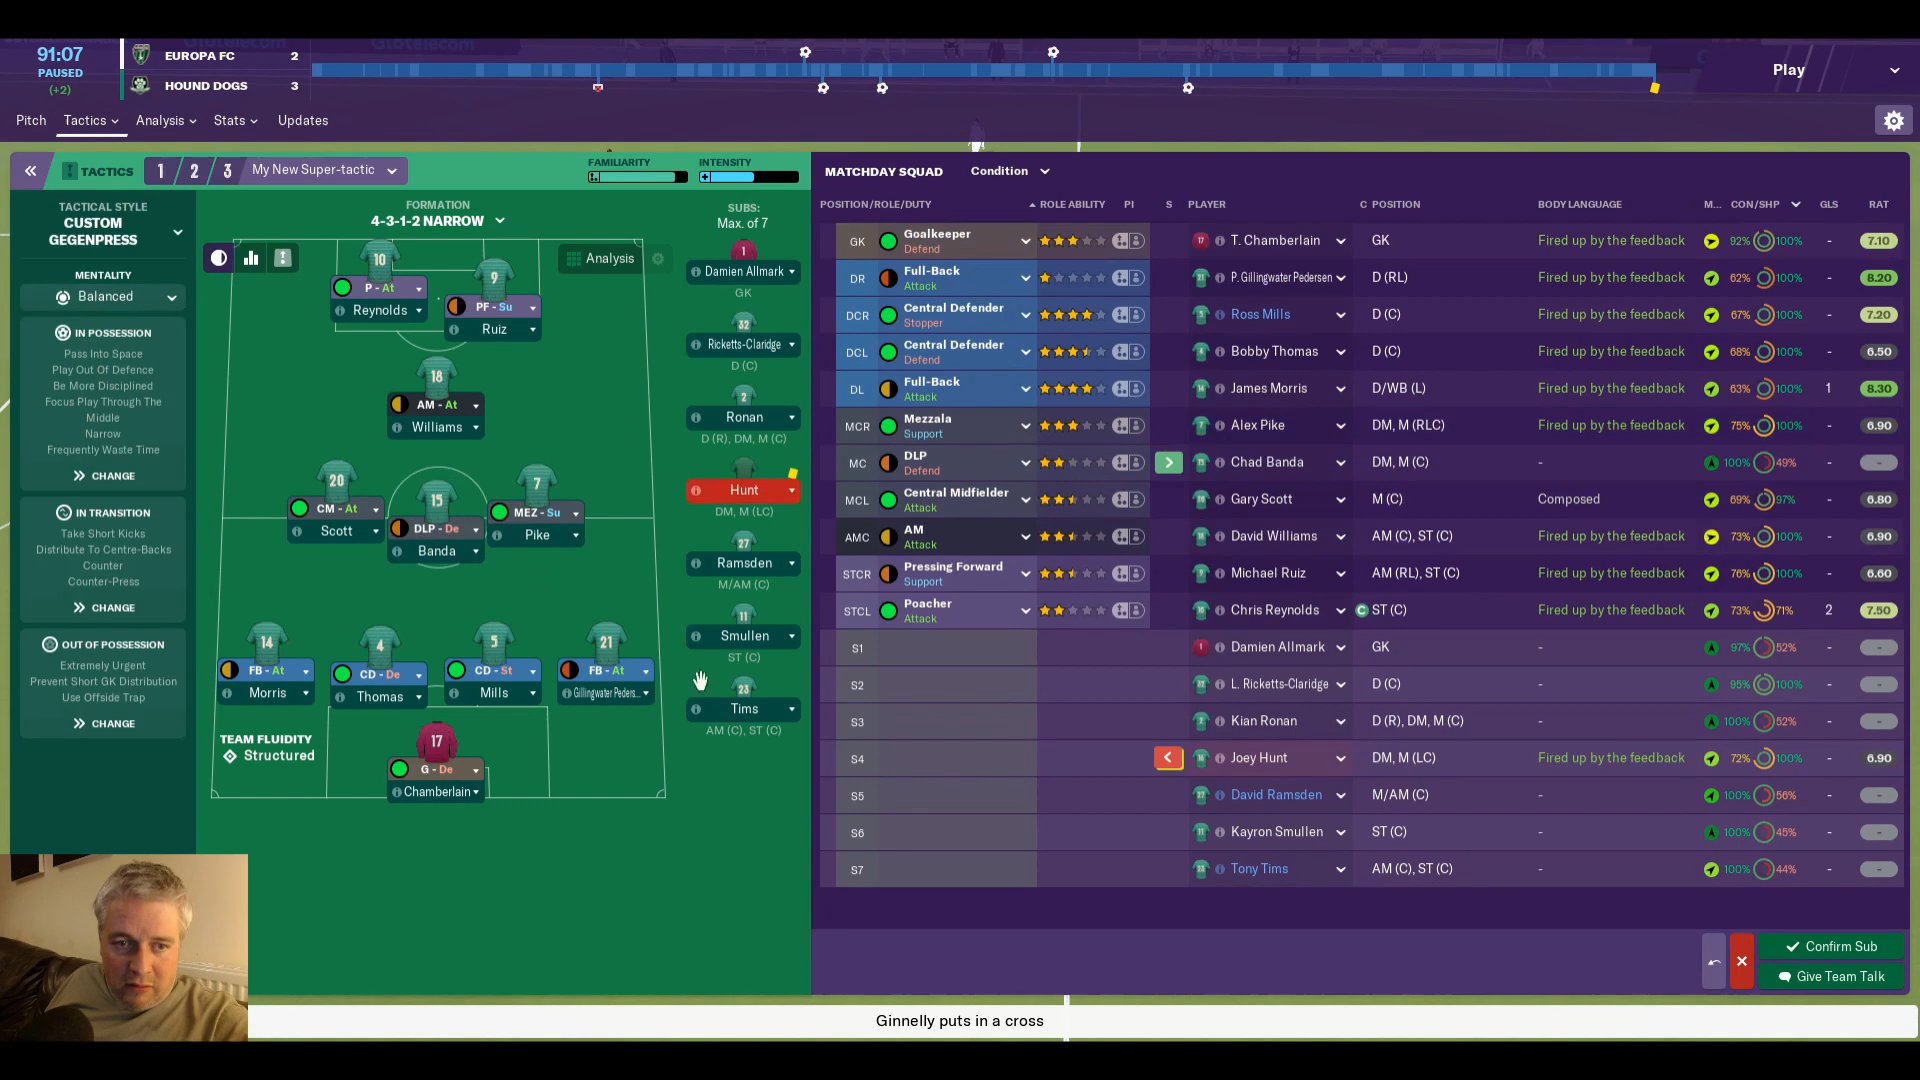 91:07
PAUSED
(+2)
EUROPA FC 2
HOUND DOGS 3
Play
Pitch Tactics Analysis Stats Updates
TACTICS 1 2 3 My New Super-tactic
FAMILIARITY INTENSITY
TACTICAL STYLE
CUSTOM
GEGENPRESS
MENTALITY
Balanced
IN POSSESSION
Pass Into Space
Play Out Of Defence
Be More Disciplined
Focus Play Through The
Middle
Narrow
Frequently Waste Time
CHANGE
IN TRANSITION
Take Short Kicks
Distribute To Centre-Backs
Counter
Counter-Press
CHANGE
OUT OF POSSESSION
Extremely Urgent
Prevent Short GK Distribution
Use Offside Trap
CHANGE
FORMATION
4-3-1-2 NARROW
Analysis
10
P - At
Reynolds
9
PF - Su
Ruiz
18
AM - At
Williams
20
CM - At
Scott
15
DLP - De
Banda
7
MEZ - Su
Pike
14
FB - At
Morris
4
CD - De
Thomas
5
CD - St
Mills
21
FB - At
Gillingwater Peders...
17
G - De
Chamberlain
TEAM FLUIDITY
Structured
SUBS:
Max. of 7
1
Damien Allmark
GK
32
Ricketts-Claridge
D (C)
2
Ronan
D (R), DM, M (C)
Hunt
DM, M (LC)
27
Ramsden
M/AM (C)
11
Smullen
ST (C)
23
Tims
AM (C), ST (C)
MATCHDAY SQUAD Condition
POSITION/ROLE/DUTY ROLE ABILITY PI S PLAYER C POSITION BODY LANGUAGE M... CON/SHP GLS RAT
GK Goalkeeper Defend T. Chamberlain GK Fired up by the feedback 92% 100% - 7.10
DR Full-Back Attack P. Gillingwater Pedersen D (RL) Fired up by the feedback 62% 100% - 8.20
DCR Central Defender Stopper Ross Mills D (C) Fired up by the feedback 67% 100% - 7.20
DCL Central Defender Defend Bobby Thomas D (C) Fired up by the feedback 68% 100% - 6.50
DL Full-Back Attack James Morris D/WB (L) Fired up by the feedback 63% 100% 1 8.30
MCR Mezzala Support Alex Pike DM, M (RLC) Fired up by the feedback 75% 100% - 6.90
MC DLP Defend Chad Banda DM, M (C) - 100% 49% - -
MCL Central Midfielder Attack Gary Scott M (C) Composed 69% 97% - 6.80
AMC AM Attack David Williams AM (C), ST (C) Fired up by the feedback 73% 100% - 6.90
STCR Pressing Forward Support Michael Ruiz AM (RL), ST (C) Fired up by the feedback 76% 100% - 6.60
STCL Poacher Attack Chris Reynolds C ST (C) Fired up by the feedback 73% 71% 2 7.50
S1 Damien Allmark GK - 97% 52% - -
S2 L. Ricketts-Claridge D (C) - 95% 100% - -
S3 Kian Ronan D (R), DM, M (C) - 100% 52% - -
S4 Joey Hunt DM, M (LC) Fired up by the feedback 72% 100% - 6.90
S5 David Ramsden M/AM (C) - 100% 56% - -
S6 Kayron Smullen ST (C) - 100% 45% - -
S7 Tony Tims AM (C), ST (C) - 100% 44% - -
Confirm Sub
Give Team Talk
Ginnelly puts in a cross